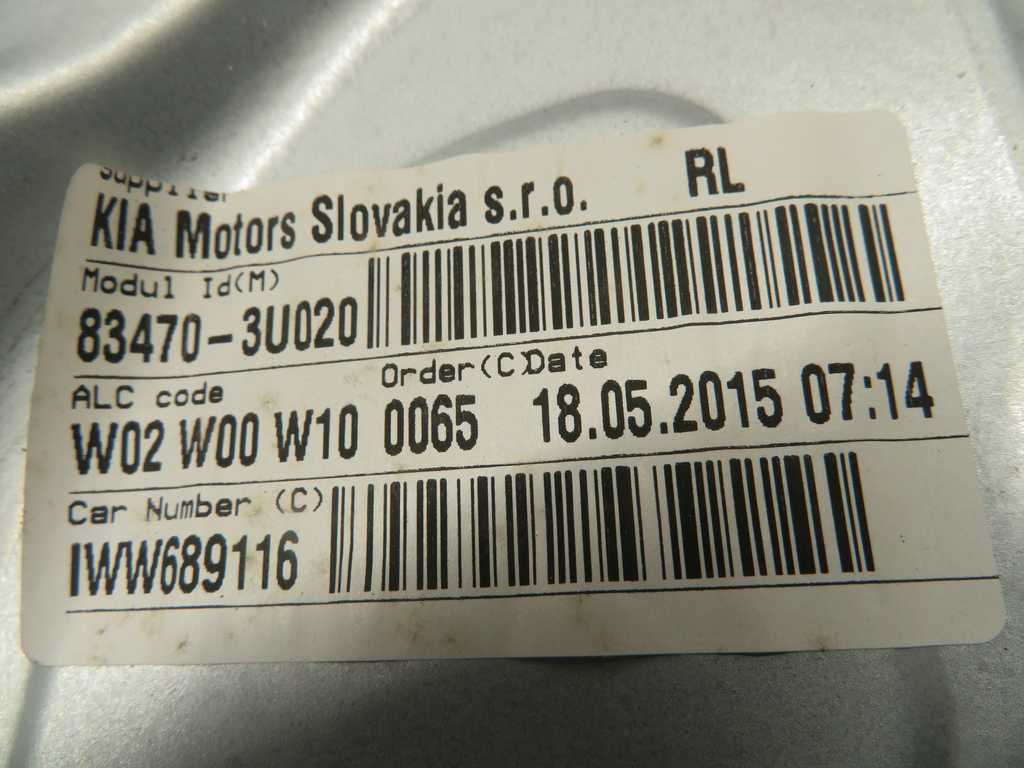 Supplier
KIA Motors Slovakia s.r.o. RL
Modul Id(M)
83470-3U020
ALC code Order(C)Date
W02 W00 W10 0065 18.05.2015 07:14
Car Number (C)
IWW689116